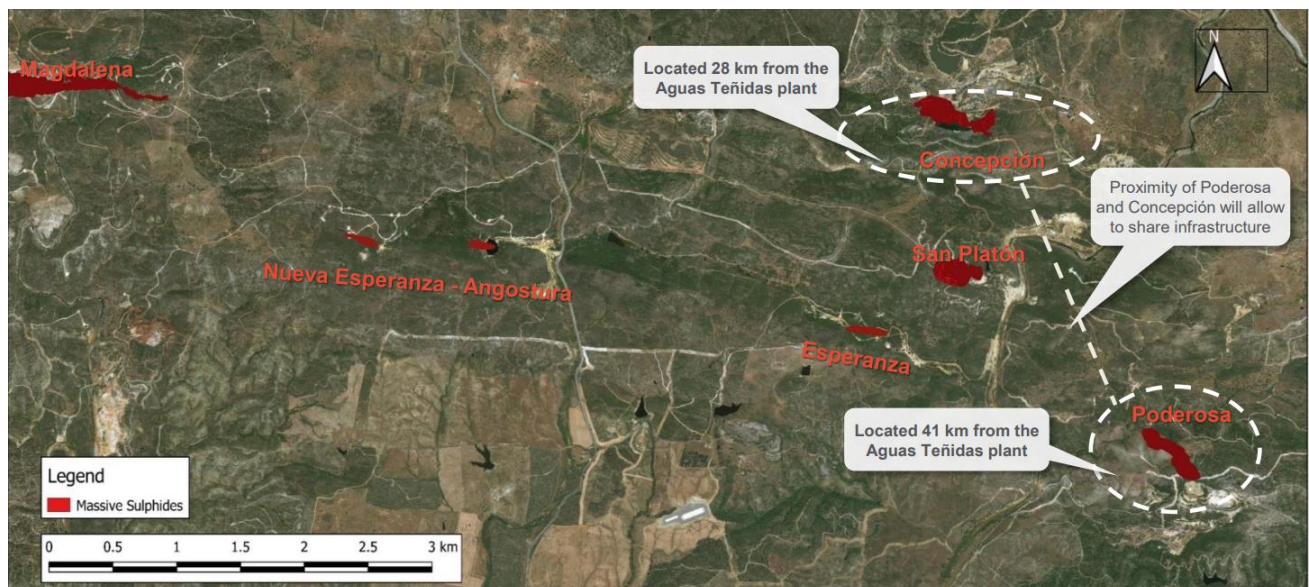 Magdalena
Located 28 km from the
Aguas Teñidas plant
N
Concepción
Proximity of Poderosa
and Concepción will allow
to share infrastructure
San Platón
Nueva Esperanza - Angostura
Esperanza
Poderosa
Located 41 km from the
Aguas Teñidas plant
Legend
Massive Sulphides
0 0.5 1 1.5 2 2.5 3 km